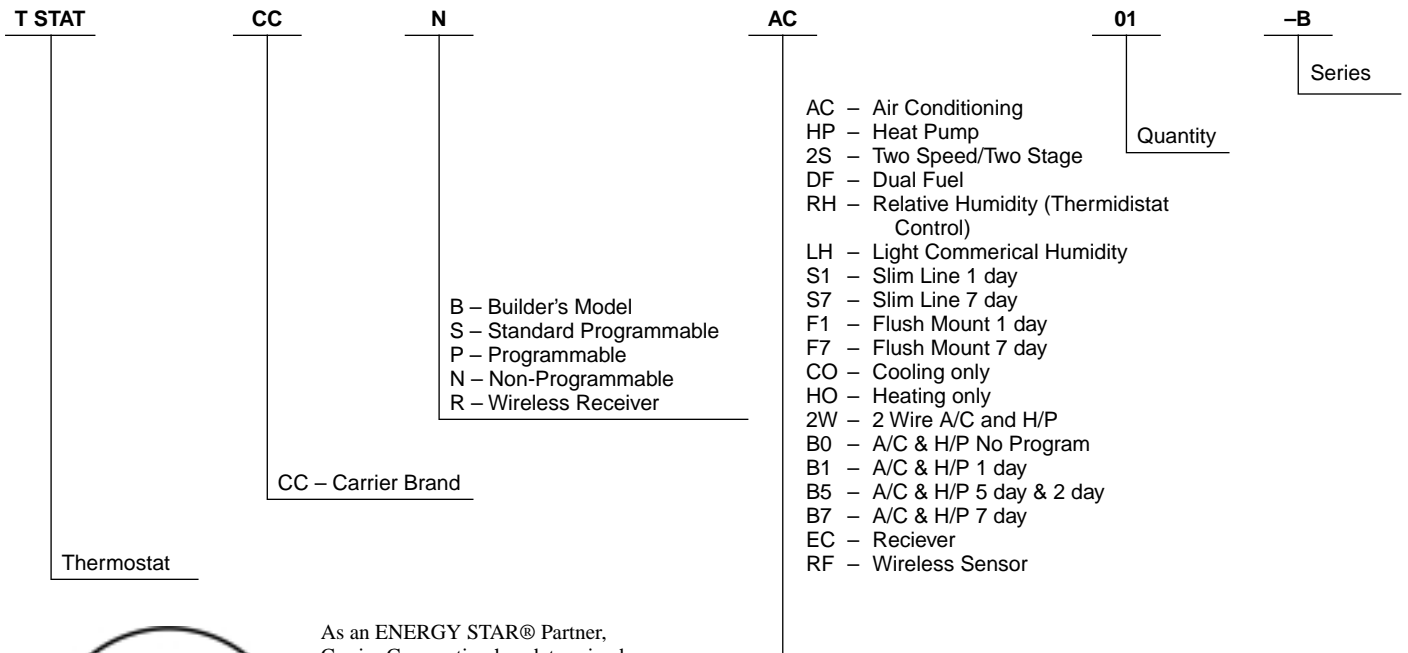 T STAT CC N AC 01 –B
Series
AC – Air Conditioning
HP – Heat Pump
Quantity
2S – Two Speed/Two Stage
DF – Dual Fuel
RH – Relative Humidity (Thermidistat
Control)
LH – Light Commerical Humidity
S1 – Slim Line 1 day
S7 – Slim Line 7 day
F1 – Flush Mount 1 day
F7 – Flush Mount 7 day
CO – Cooling only
HO – Heating only
2W – 2 Wire A/C and H/P
B0 – A/C & H/P No Program
B1 – A/C & H/P 1 day
B5 – A/C & H/P 5 day & 2 day
B7 – A/C & H/P 7 day
EC – Reciever
RF – Wireless Sensor
B – Builder's Model
S – Standard Programmable
P – Programmable
N – Non-Programmable
R – Wireless Receiver
CC – Carrier Brand
Thermostat
As an ENERGY STAR® Partner,